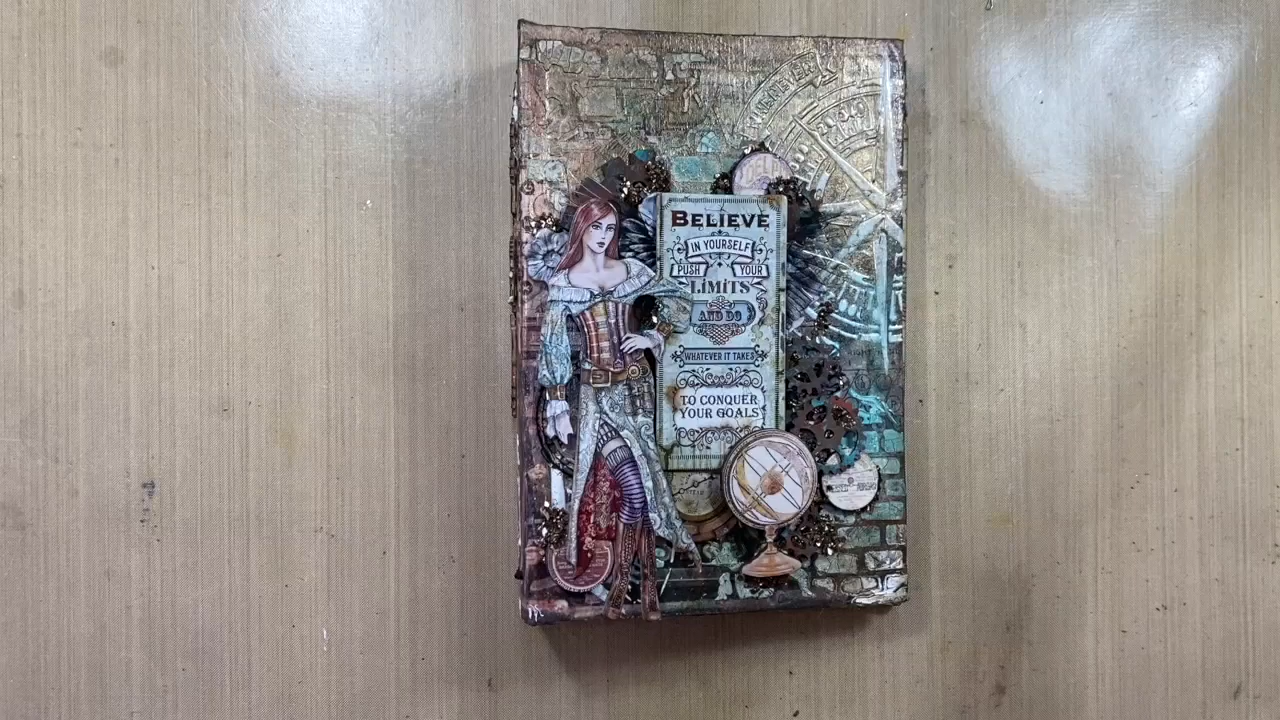 BELIEVE
IN YOURSELF
PUSH YOUR
LIMITS
AND DO
WHATEVER IT TAKES
TO CONQUER
YOUR GOALS